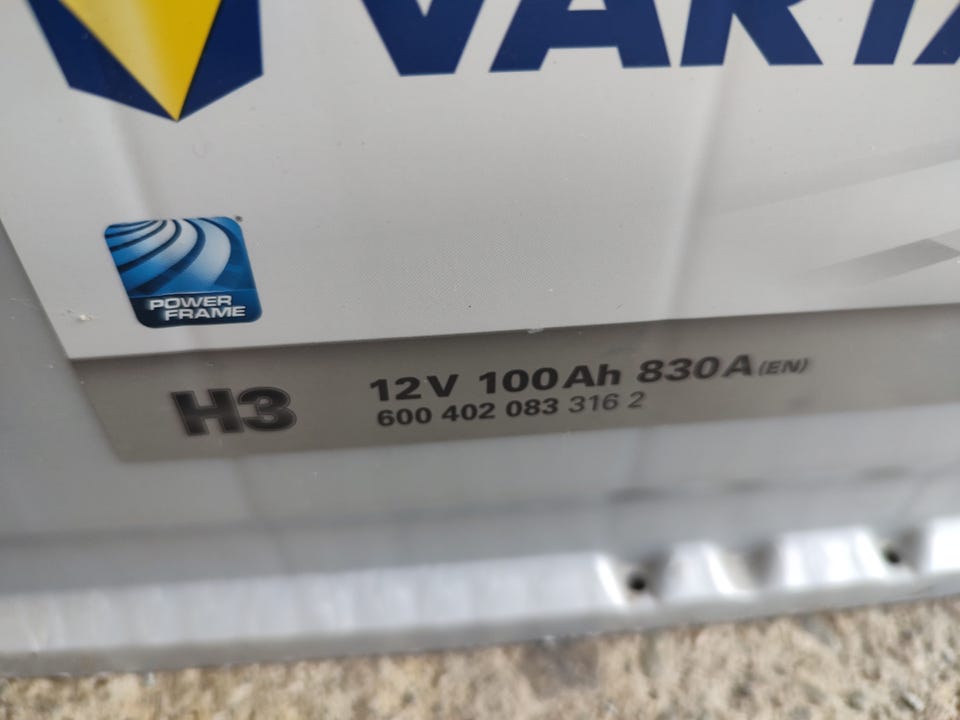 VARTA
POWER
FRAME
H3
12V 100Ah 830A (EN)
600 402 083 316 2